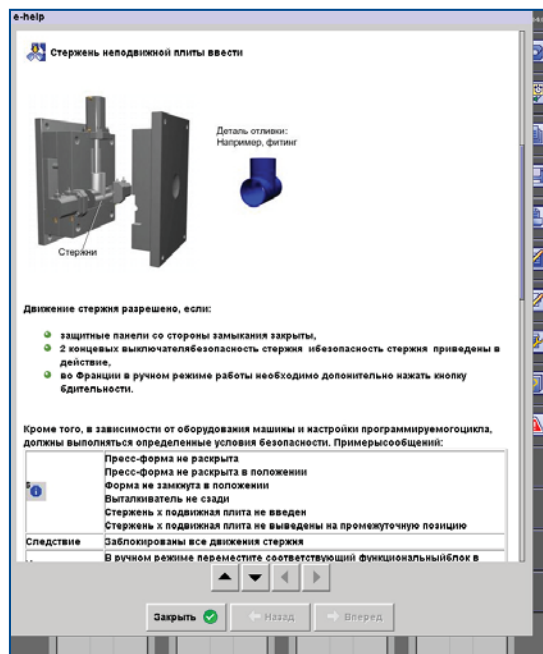 e-help
Стержень неподвижной плиты ввести
Деталь отливки:
Например, фитинг
Стержни
Движение стержня разрешено, если:
защитные панели со стороны замыкания закрыты,
2 концевых выключателябезопасность стержня ибезопасность стержня приведены в
действие,
во Франции в ручном режиме работы необходимо допонительно нажать кнопку
бдительности.
Кроме того, в зависимости от оборудования машины и настройки программируемогоцикла,
должны выполняться определенные условия безопасности. Примерысообщений:
Пресс-форма не раскрыта
Пресс-форма не раскрыта в положении
Форма не замкнута в положении
Выталкиватель не сзади
Стержень х подвижная плита не введен
Стержень х подвижная плита не выведены на промежуточную позицию
Следствие Заблокированы все движения стержня
В ручном режиме переместите соответствующий функциональныйблок в
Закрыть Назад Вперед